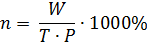 n = W / (T · P) · 1000%